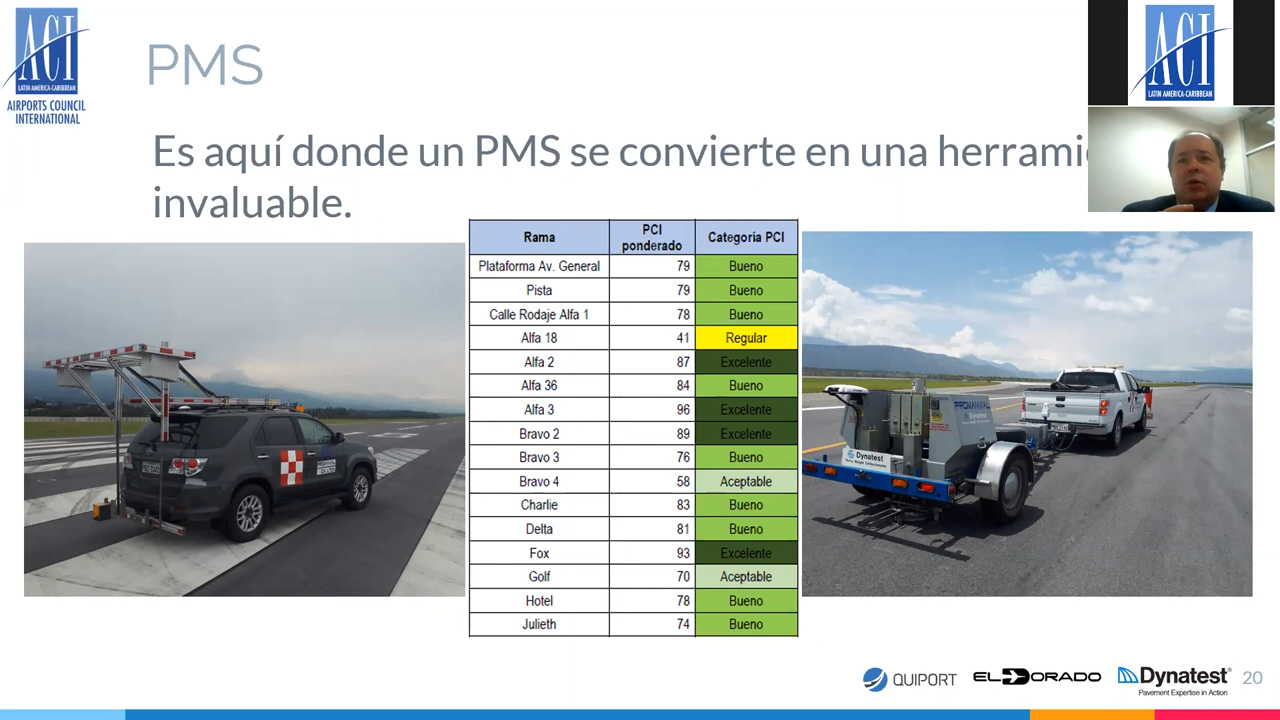 ACI
LATIN AMERICA-CARIBBEAN
AIRPORTS COUNCIL
INTERNATIONAL
PMS
ACI
LATIN AMERICA-CARIBBEAN
Es aquí donde un PMS se convierte en una herrami
invaluable.
Rama PCI ponderado Categoría PCI
Plataforma Av. General 79 Bueno
Pista 79 Bueno
Calle Rodaje Alfa 1 78 Bueno
Alfa 18 41 Regular
Alfa 2 87 Excelente
Alfa 36 84 Bueno
Alfa 3 96 Excelente
Bravo 2 89 Excelente
Bravo 3 76 Bueno
Bravo 4 58 Aceptable
Charlie 83 Bueno
Delta 81 Bueno
Fox 93 Excelente
Golf 70 Aceptable
Hotel 78 Bueno
Julieth 74 Bueno
Dynatest
QUIPORT
EL DORADO
Dynatest
Pavement Expertise in Action
20